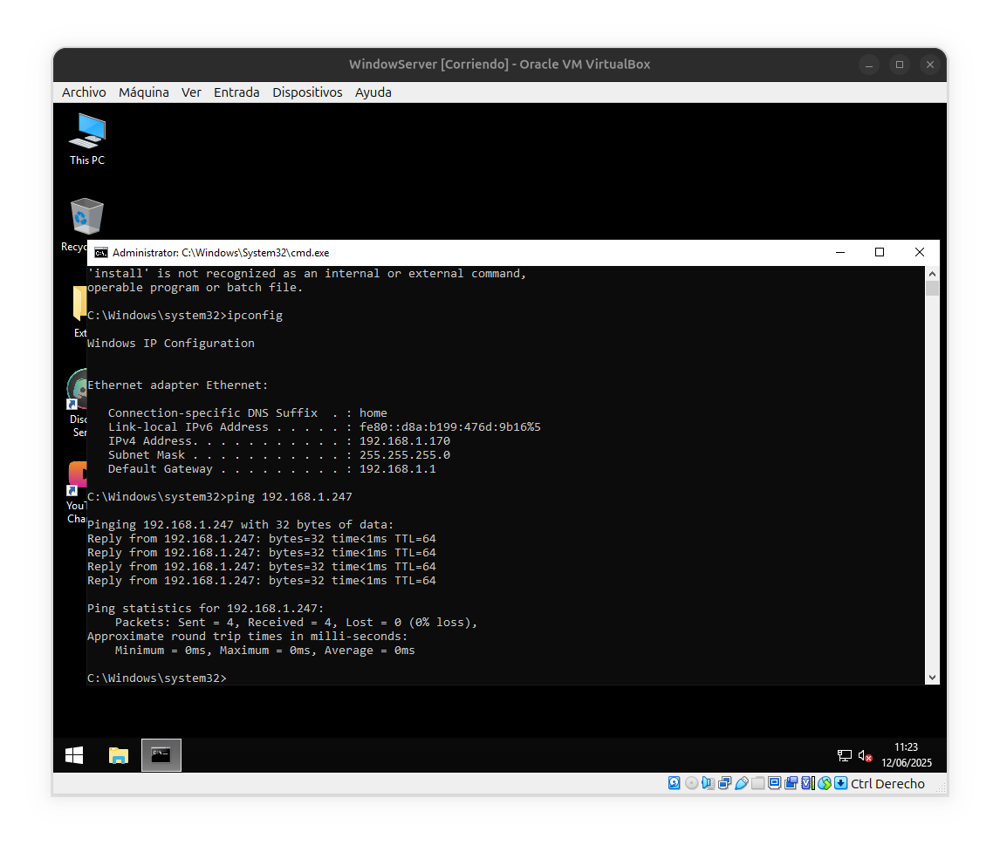 WindowServer [Corriendo] - Oracle VM VirtualBox
Archivo Máquina Ver Entrada Dispositivos Ayuda
This PC
Recyc
Administrator: C:\Windows\System32\cmd.exe
'install' is not recognized as an internal or external command,
operable program or batch file.
C:\Windows\system32>ipconfig
Ext
Windows IP Configuration
Ethernet adapter Ethernet:
Disc
Ser
Connection-specific DNS Suffix  . : home
Link-local IPv6 Address . . . . . : fe80::d8a:b199:476d:9b16%5
IPv4 Address. . . . . . . . . . . : 192.168.1.170
Subnet Mask . . . . . . . . . . . : 255.255.255.0
Default Gateway . . . . . . . . . : 192.168.1.1
C:\Windows\system32>ping 192.168.1.247
YouT
Cha
Pinging 192.168.1.247 with 32 bytes of data:
Reply from 192.168.1.247: bytes=32 time<1ms TTL=64
Reply from 192.168.1.247: bytes=32 time<1ms TTL=64
Reply from 192.168.1.247: bytes=32 time<1ms TTL=64
Reply from 192.168.1.247: bytes=32 time<1ms TTL=64
Ping statistics for 192.168.1.247:
Packets: Sent = 4, Received = 4, Lost = 0 (0% loss),
Approximate round trip times in milli-seconds:
Minimum = 0ms, Maximum = 0ms, Average = 0ms
C:\Windows\system32>
11:23
12/06/2025
Ctrl Derecho